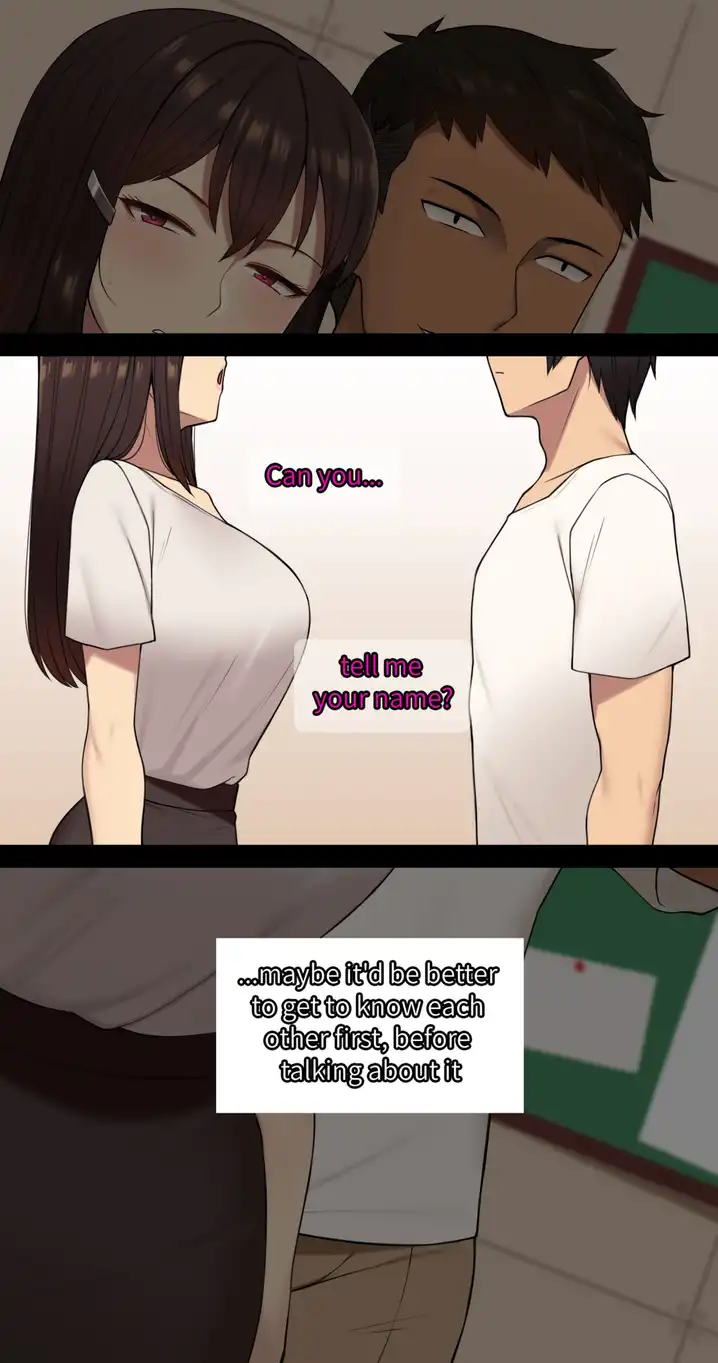 Can you...
tell me
your name?
...maybe it'd be better
to get to know each
other first, before
talking about it